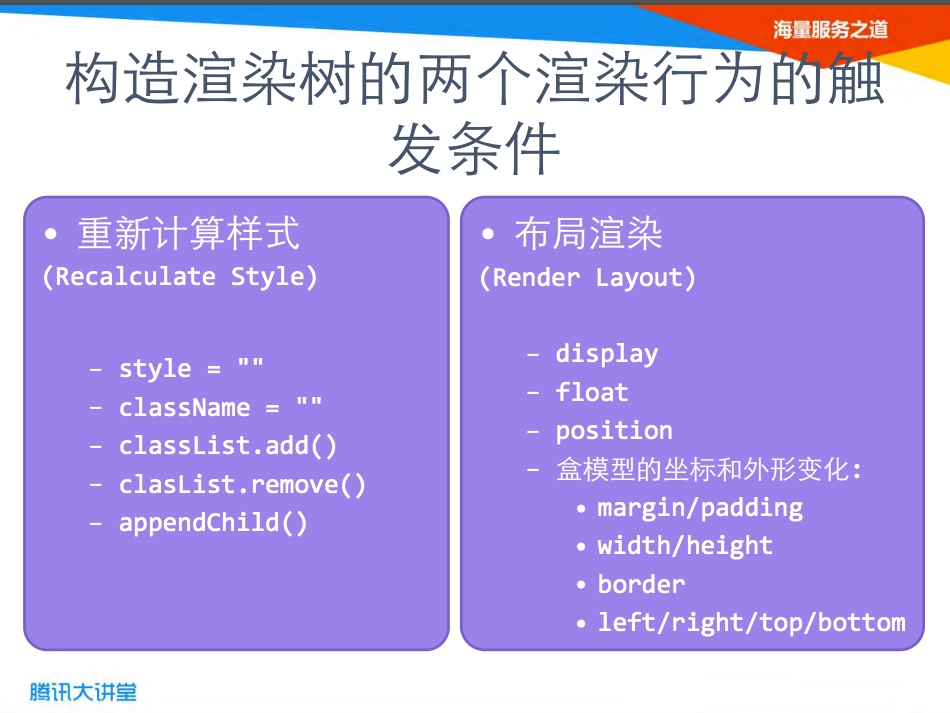 海量服务之道
构造渲染树的两个渲染行为的触
发条件
• 重新计算样式
(Recalculate Style)
– style = ""
– className = ""
– classList.add()
– clasList.remove()
– appendChild()
• 布局渲染
(Render Layout)
– display
– float
– position
– 盒模型的坐标和外形变化:
• margin/padding
• width/height
• border
• left/right/top/bottom
腾讯大讲堂